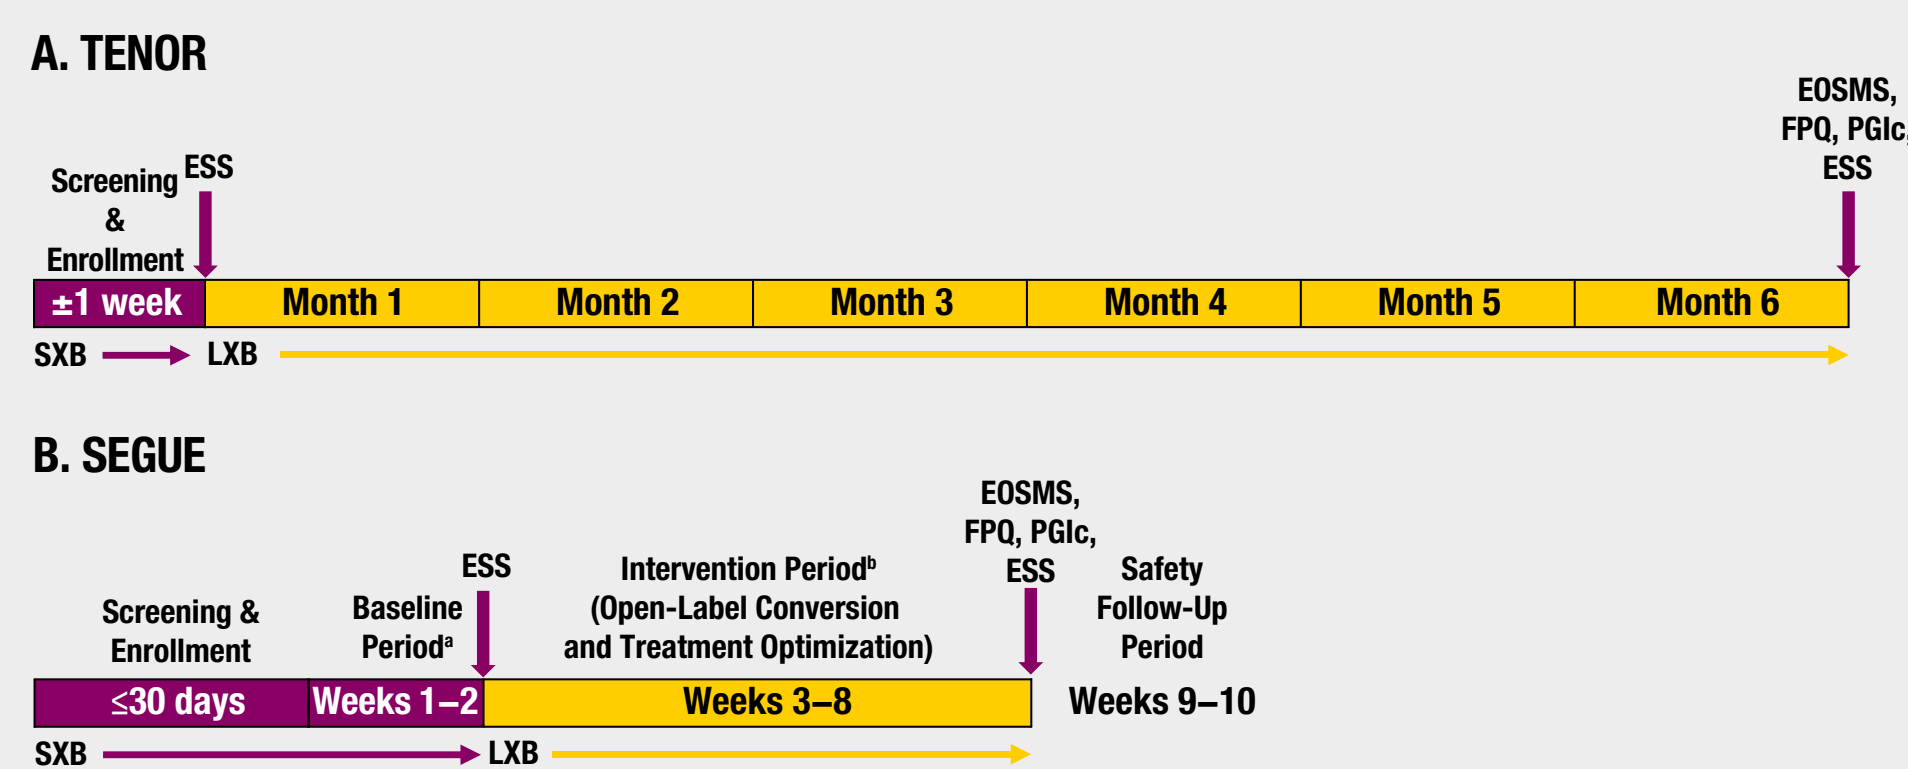 A. TENOR
EOSMS,
FPQ, PGIc,
ESS
Screening
&
Enrollment
ESS
±1 week
Month 1
Month 2
Month 3
Month 4
Month 5
Month 6
SXB
LXB
B. SEGUE
Screening &
Enrollment
Baseline
Periodᵃ
ESS
Intervention Periodᵇ
(Open-Label Conversion
and Treatment Optimization)
EOSMS,
FPQ, PGIc,
ESS
Safety
Follow-Up
Period
≤30 days
Weeks 1–2
Weeks 3–8
Weeks 9–10
SXB
LXB